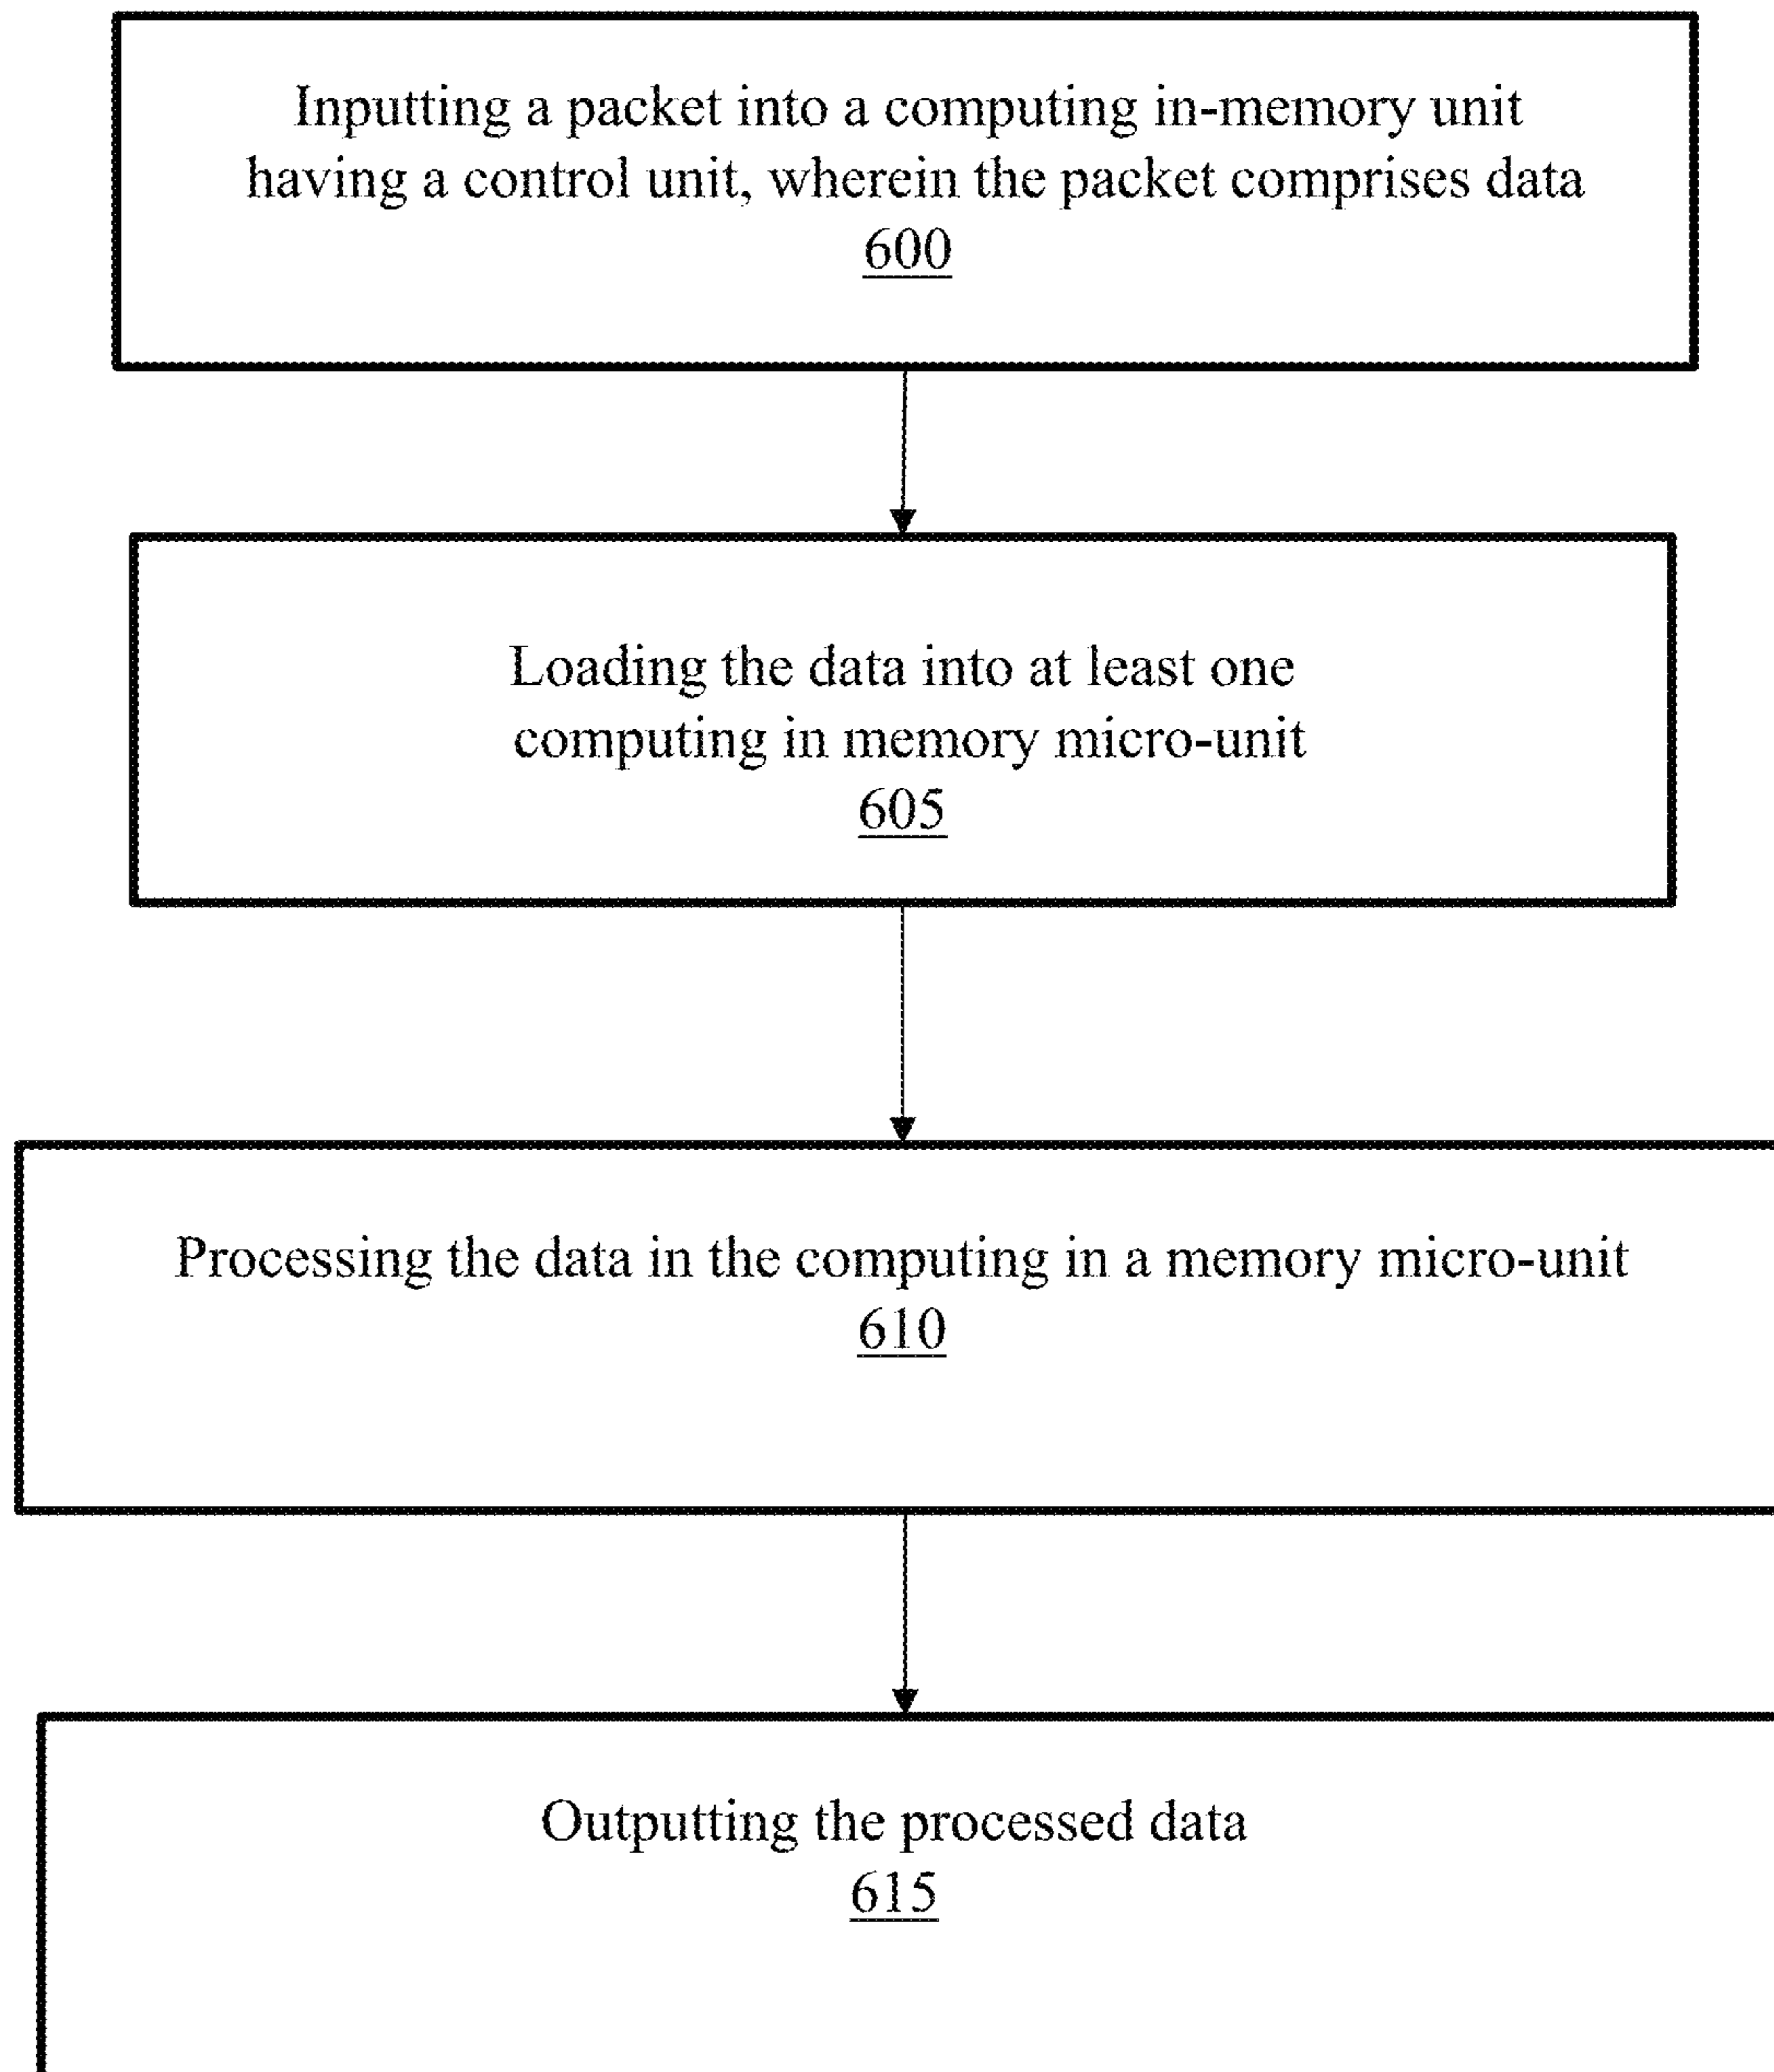 Inputting a packet into a computing in-memory unit
having a control unit, wherein the packet comprises data
600
Loading the data into at least one
computing in memory micro-unit
605
Processing the data in the computing in a memory micro-unit
610
Outputting the processed data
615